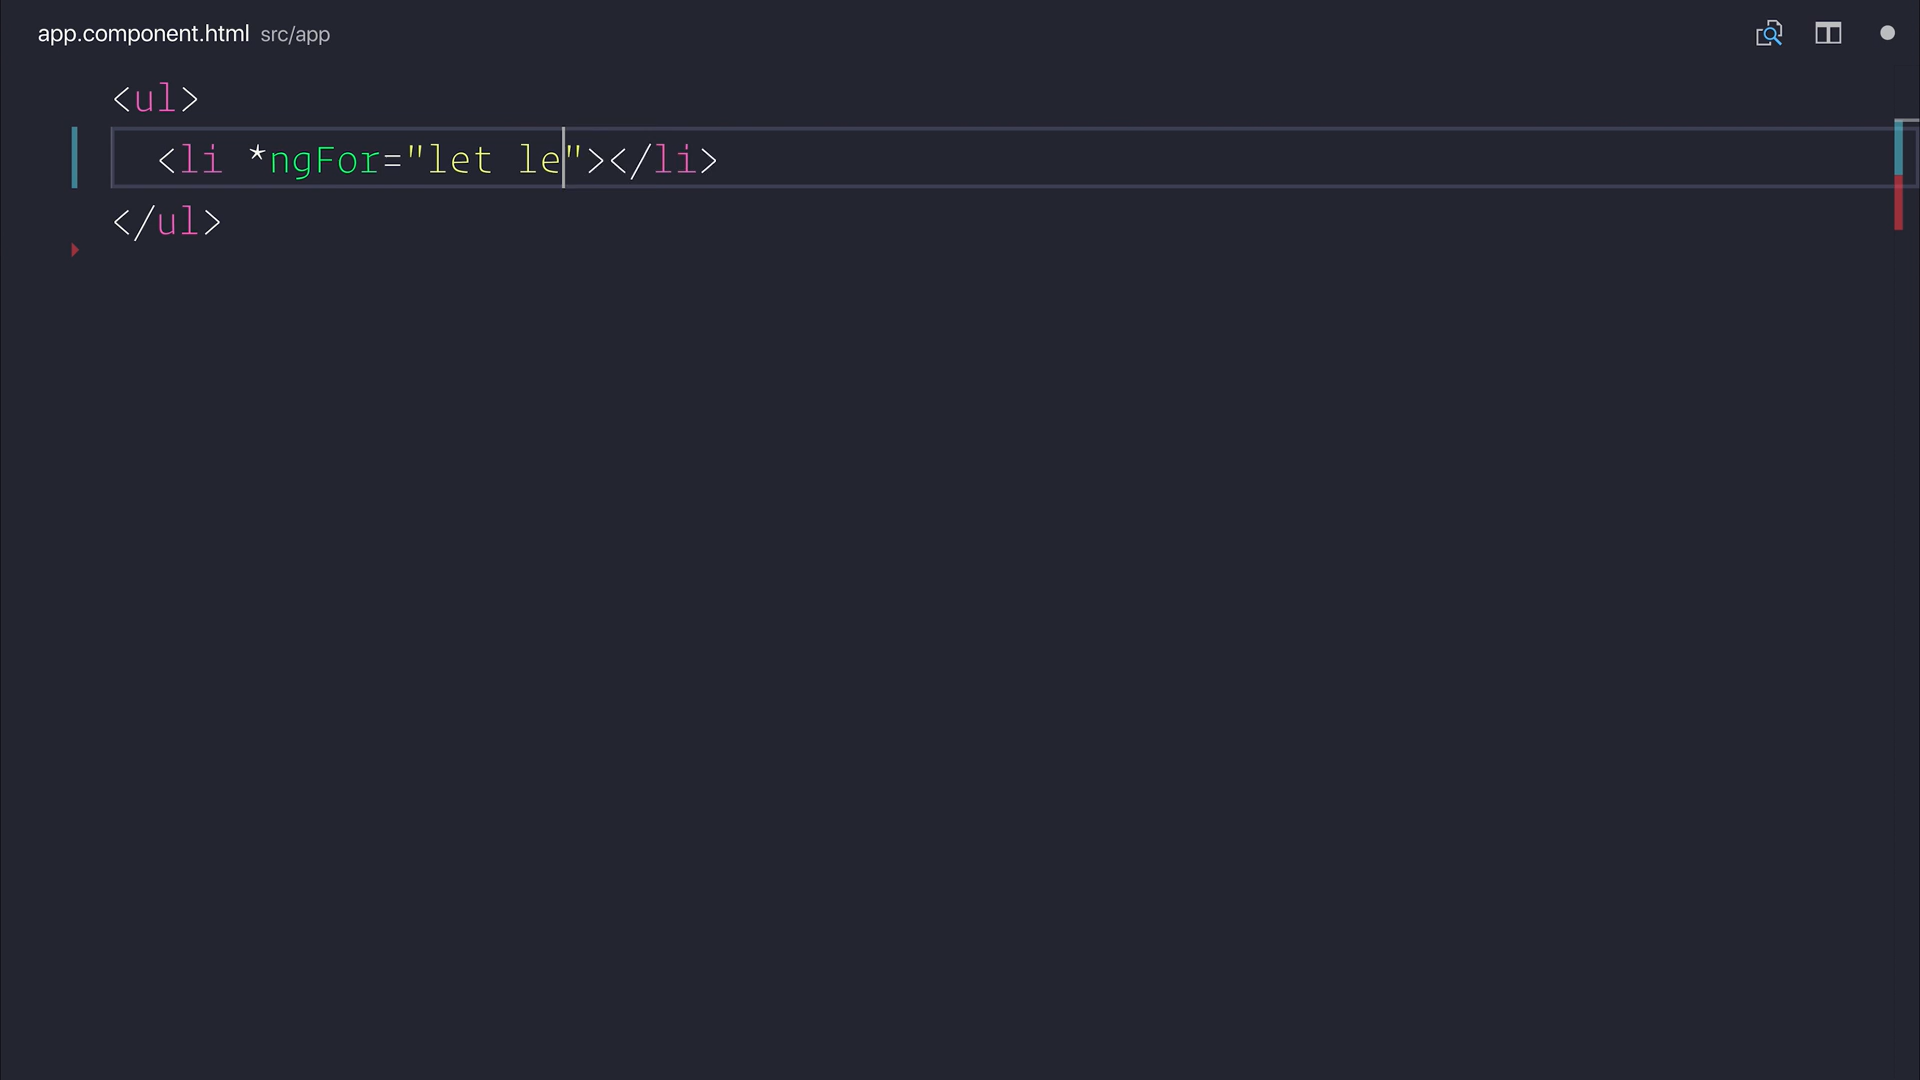 app.component.html src/app
<ul>
  <li *ngFor="let le"></li>
</ul>